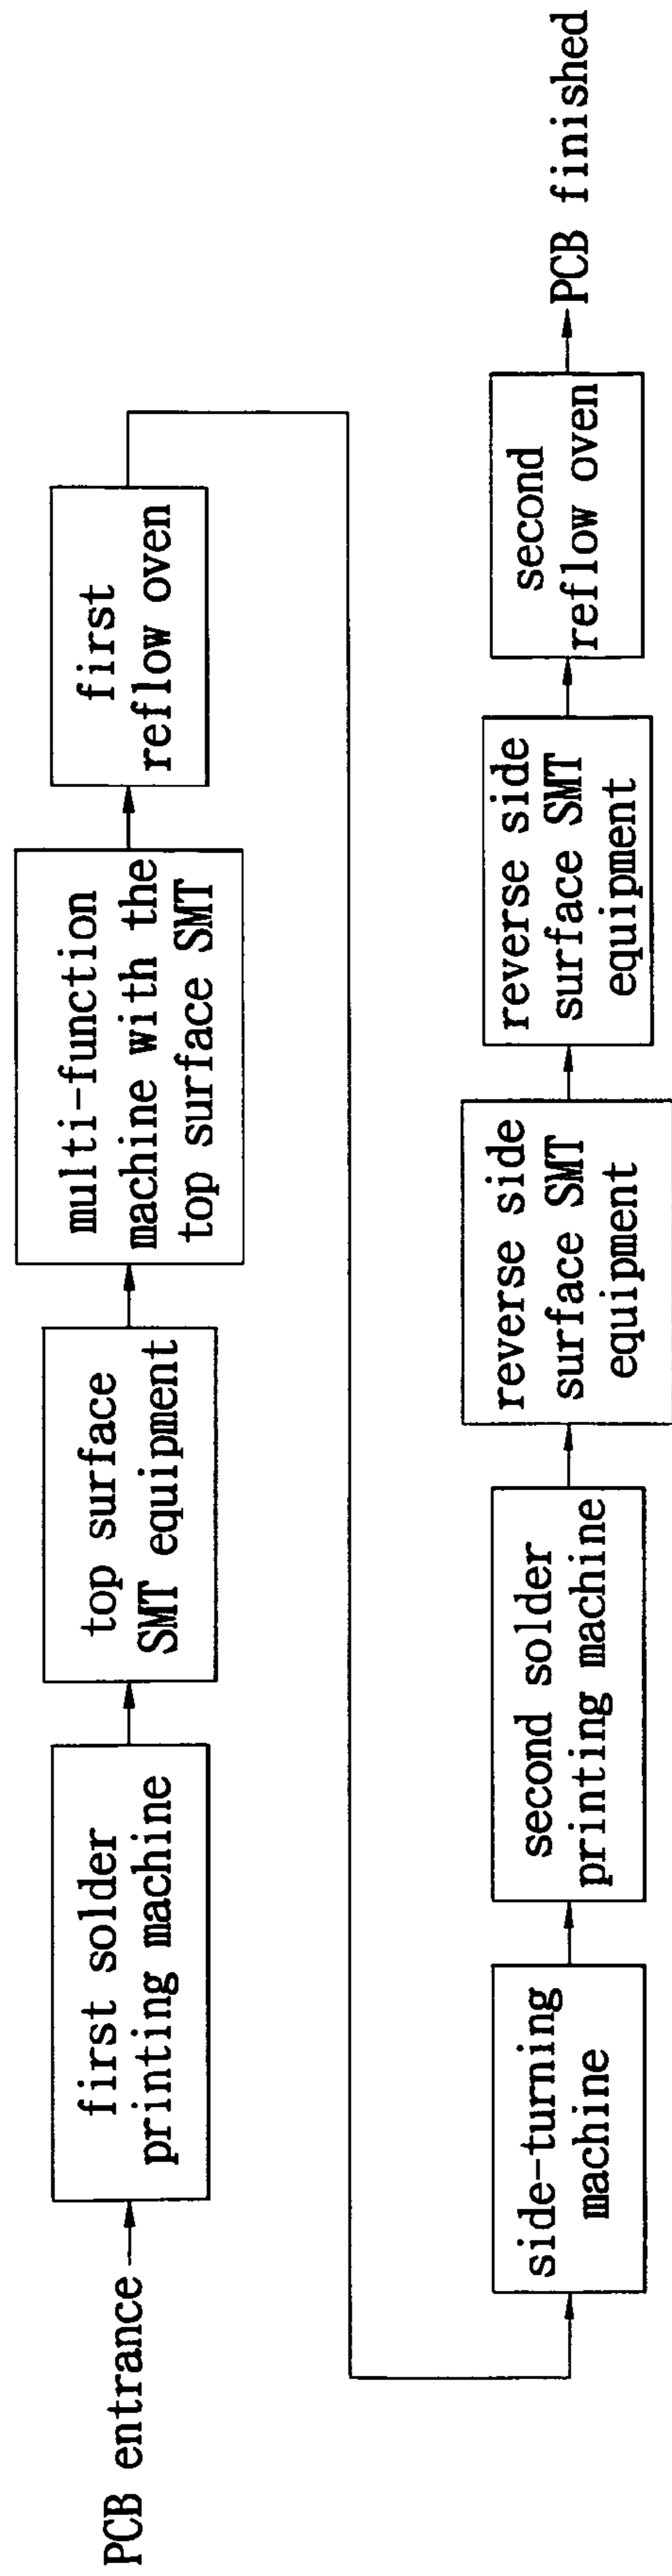 PCB entrance
first solder
printing machine
top surface
SMT equipment
multi-function
machine with the
top surface SMT
first
reflow oven
side-turning
machine
second solder
printing machine
reverse side
surface SMT
equipment
reverse side
surface SMT
equipment
second
reflow oven
PCB finished